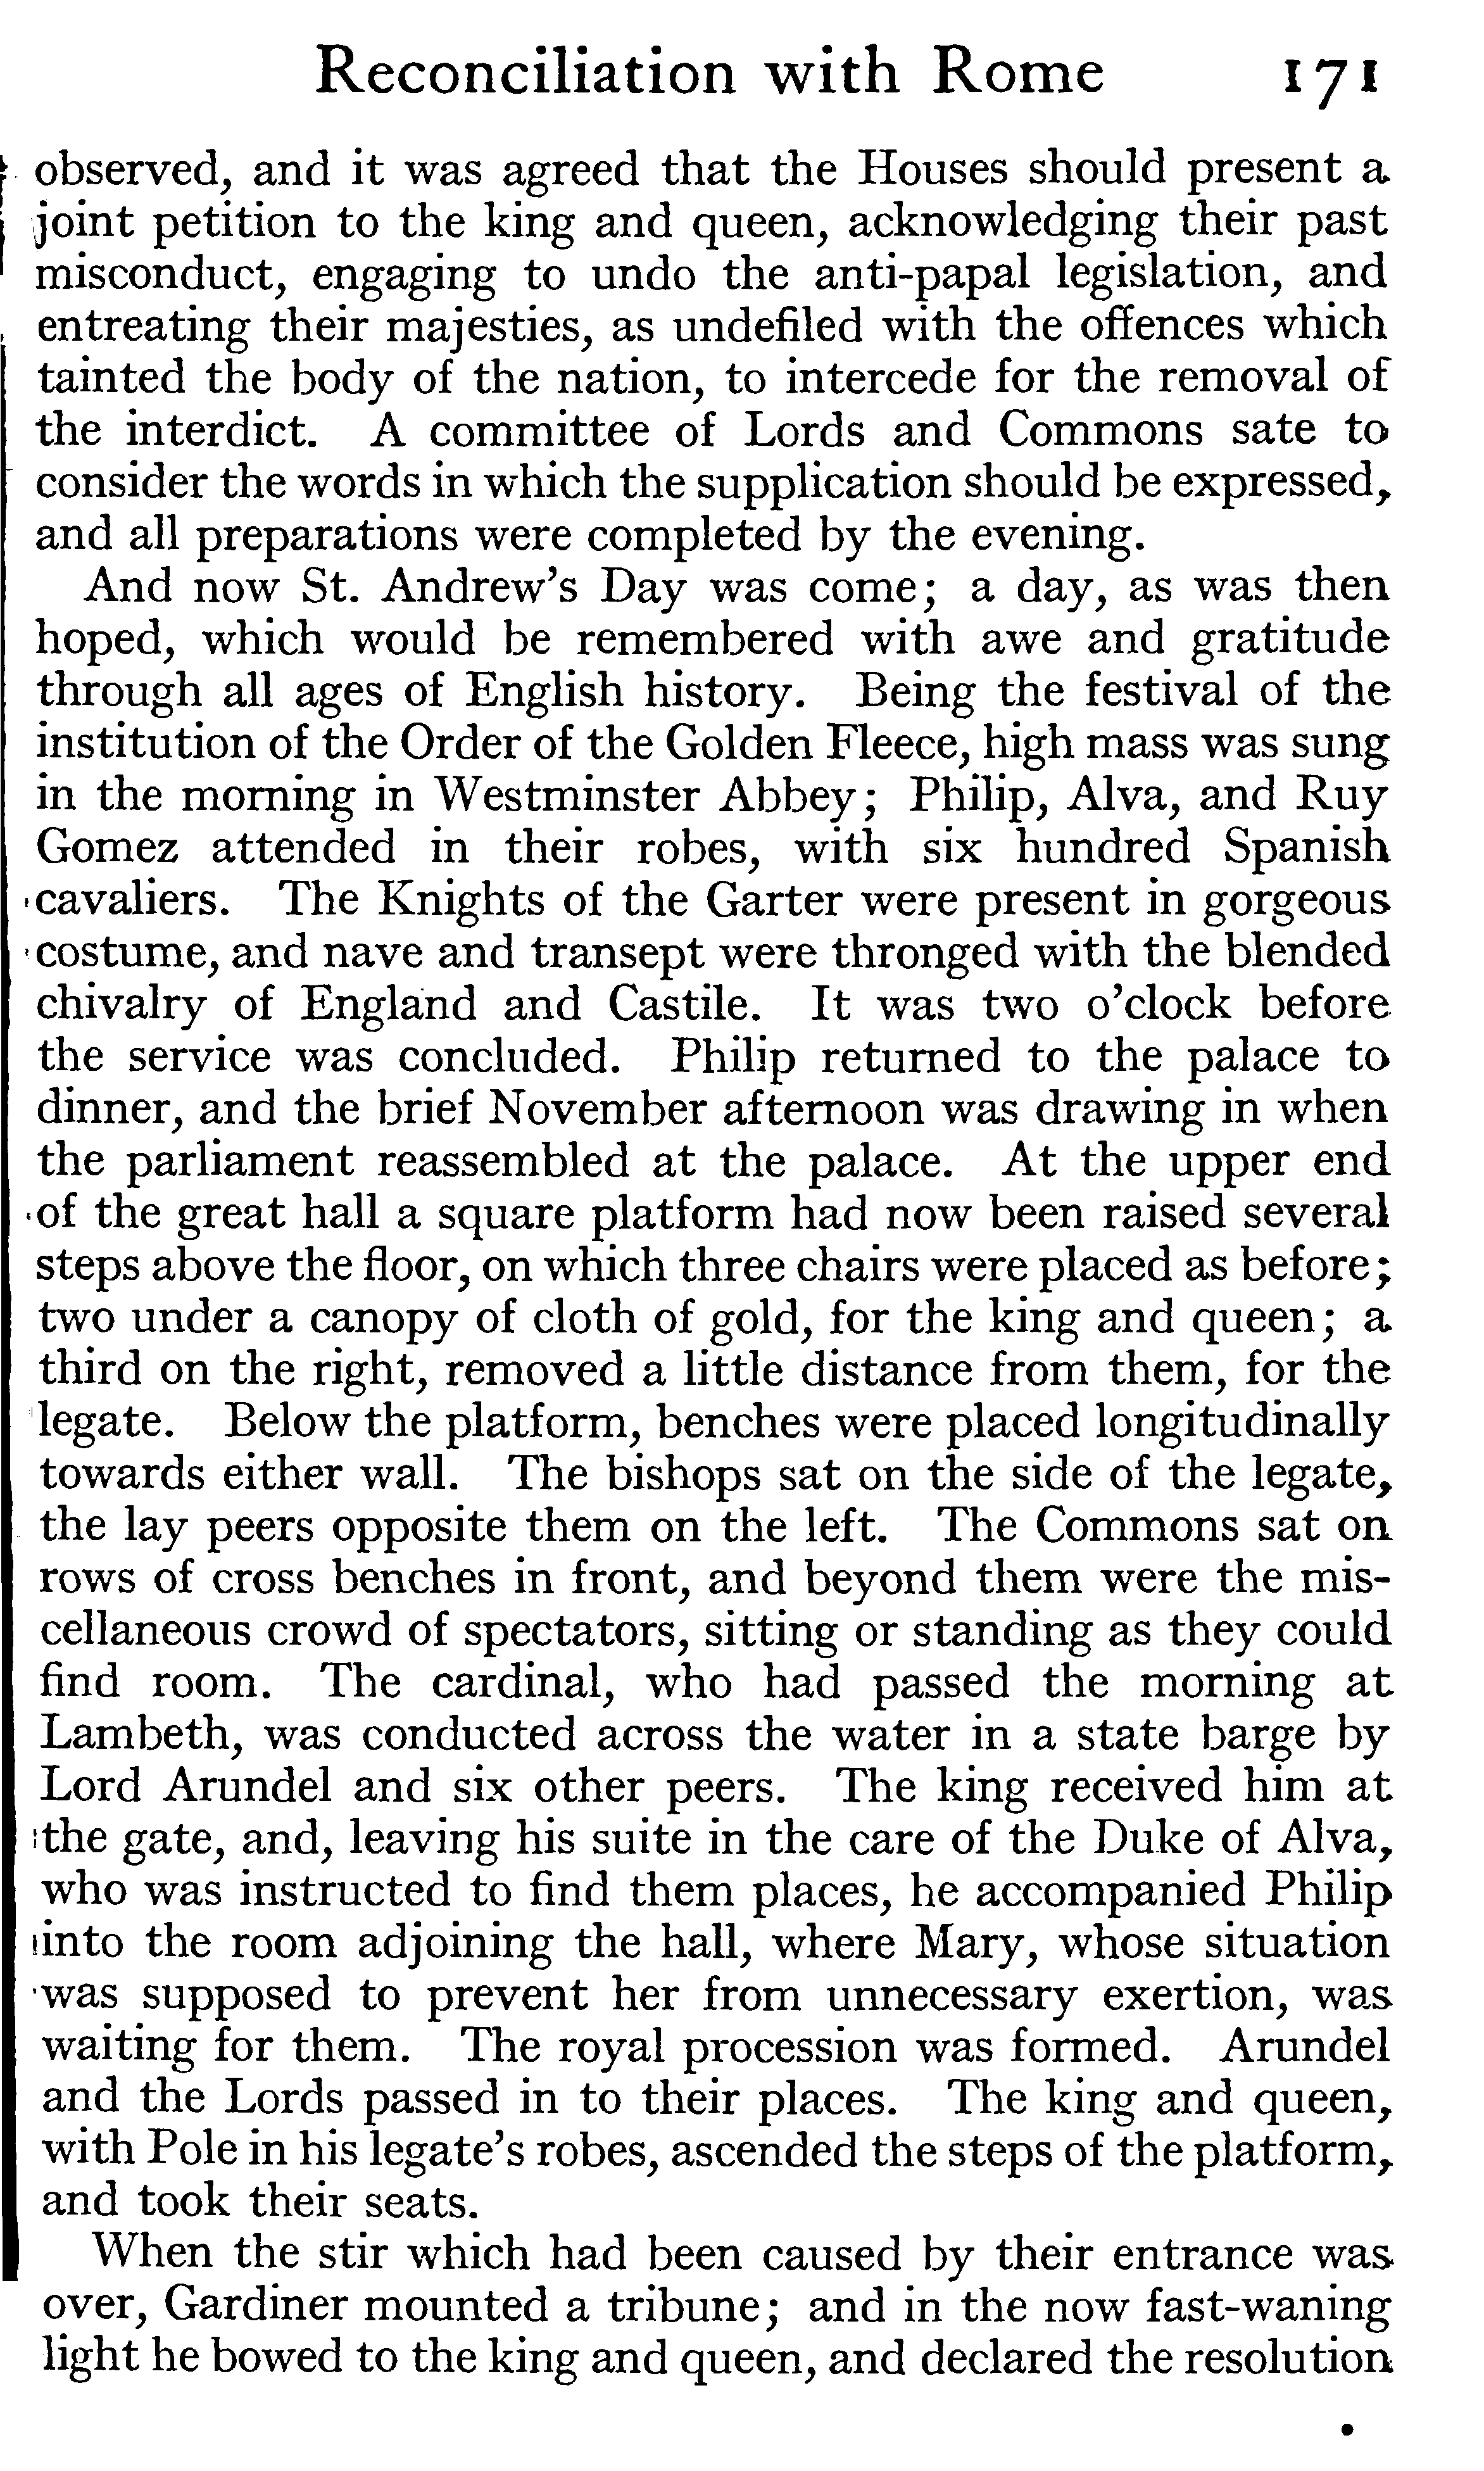 Reconciliation with Rome 171
observed, and it was agreed that the Houses should present a
joint petition to the king and queen, acknowledging their past
misconduct, engaging to undo the anti-papal legislation, and
entreating their majesties, as undefiled with the offences which
tainted the body of the nation, to intercede for the removal of
the interdict. A committee of Lords and Commons sate to
consider the words in which the supplication should be expressed,
and all preparations were completed by the evening.
And now St. Andrew's Day was come; a day, as was then
hoped, which would be remembered with awe and gratitude
through all ages of English history. Being the festival of the
institution of the Order of the Golden Fleece, high mass was sung
in the morning in Westminster Abbey; Philip, Alva, and Ruy
Gomez attended in their robes, with six hundred Spanish
cavaliers. The Knights of the Garter were present in gorgeous
costume, and nave and transept were thronged with the blended
chivalry of England and Castile. It was two o'clock before
the service was concluded. Philip returned to the palace to
dinner, and the brief November afternoon was drawing in when
the parliament reassembled at the palace. At the upper end
of the great hall a square platform had now been raised several
steps above the floor, on which three chairs were placed as before;
two under a canopy of cloth of gold, for the king and queen; a
third on the right, removed a little distance from them, for the
legate. Below the platform, benches were placed longitudinally
towards either wall. The bishops sat on the side of the legate,
the lay peers opposite them on the left. The Commons sat on
rows of cross benches in front, and beyond them were the mis-
cellaneous crowd of spectators, sitting or standing as they could
find room. The cardinal, who had passed the morning at
Lambeth, was conducted across the water in a state barge by
Lord Arundel and six other peers. The king received him at
the gate, and, leaving his suite in the care of the Duke of Alva,
who was instructed to find them places, he accompanied Philip
into the room adjoining the hall, where Mary, whose situation
was supposed to prevent her from unnecessary exertion, was
waiting for them. The royal procession was formed. Arundel
and the Lords passed in to their places. The king and queen,
with Pole in his legate's robes, ascended the steps of the platform,
and took their seats.
When the stir which had been caused by their entrance was
over, Gardiner mounted a tribune; and in the now fast-waning
light he bowed to the king and queen, and declared the resolution